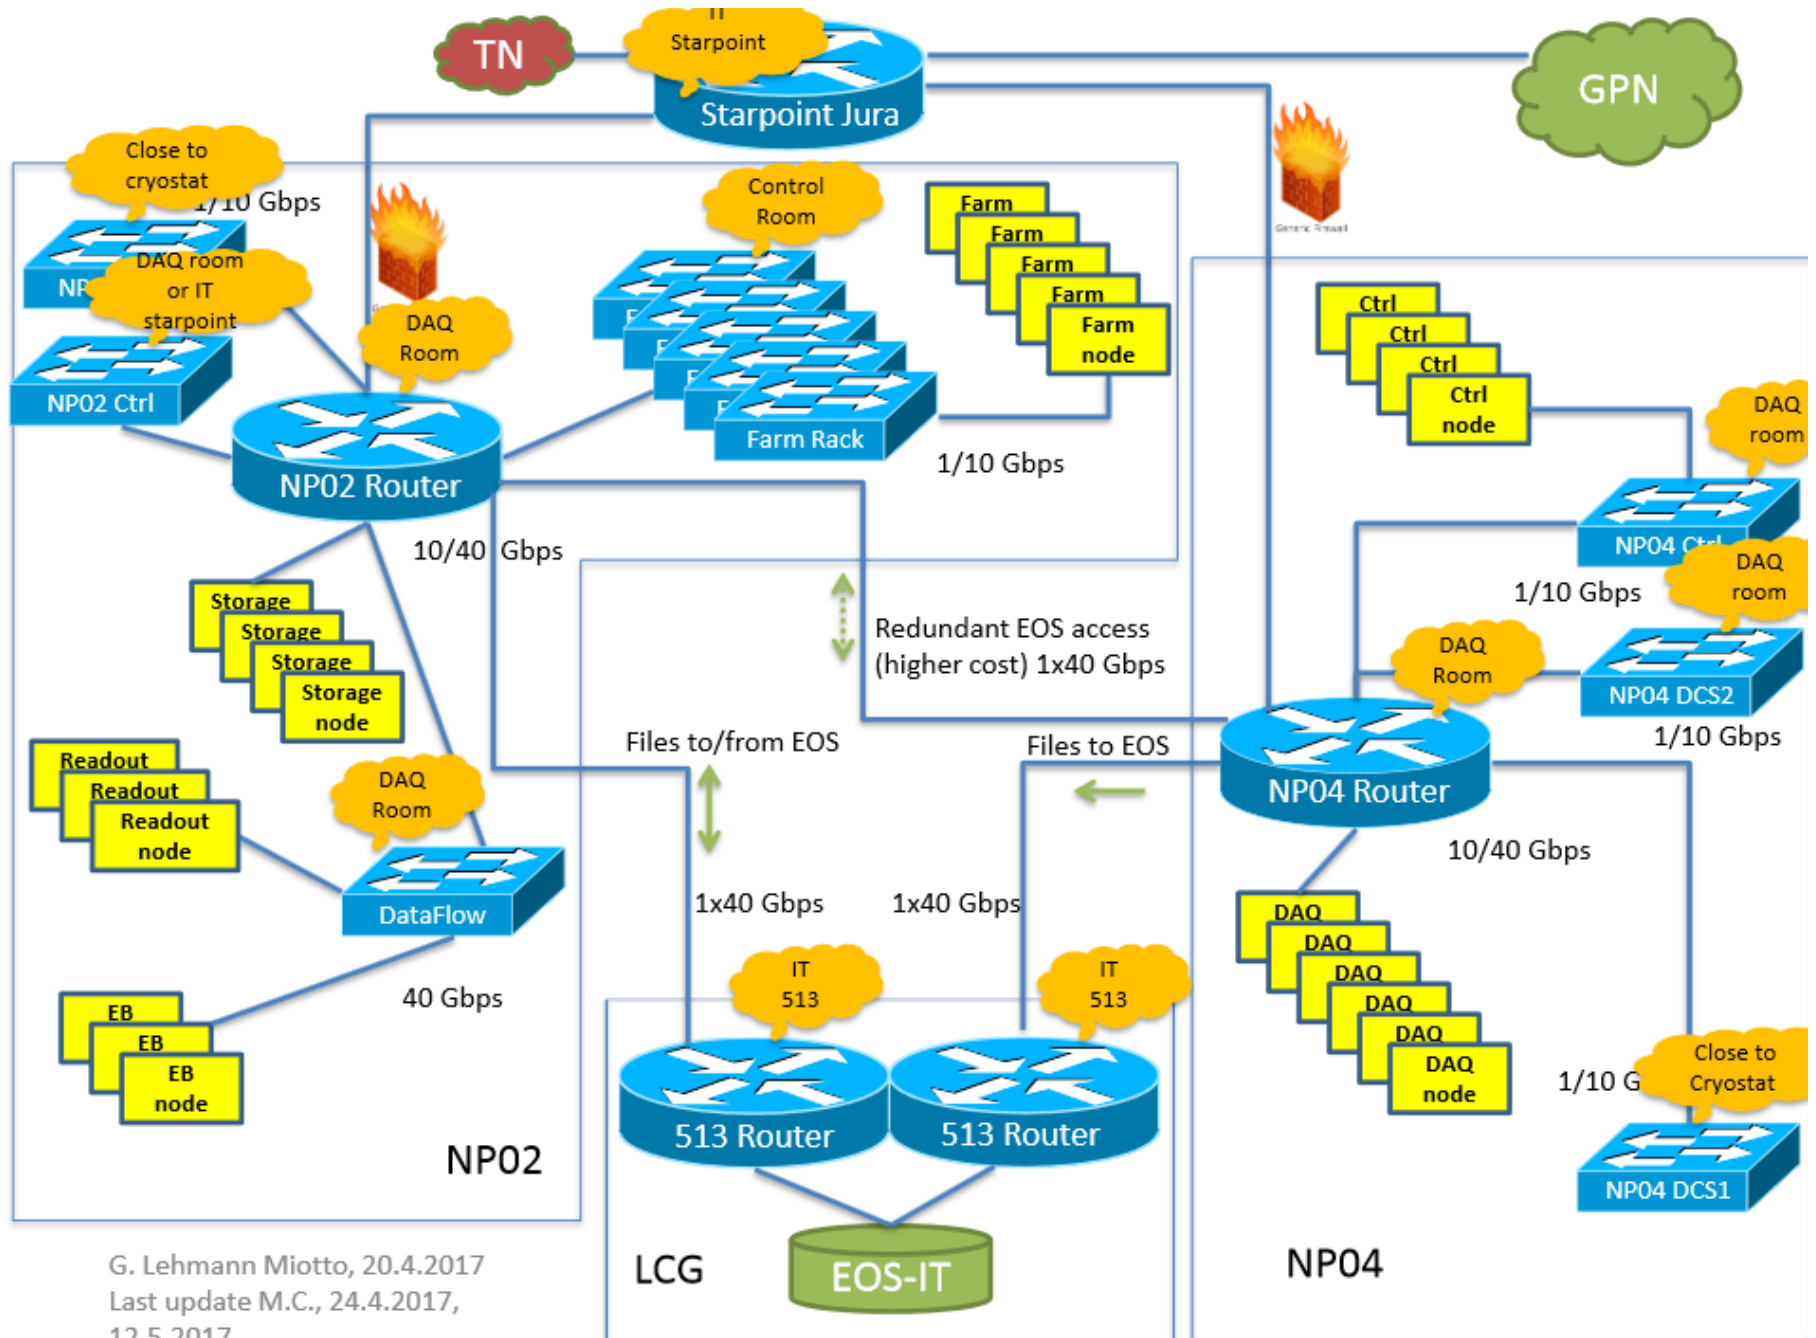 TN
IT
Starpoint
Starpoint Jura
GPN
Close to
cryostat
1/10 Gbps
DAQ room
or IT
starpoint
NP02 Ctrl
DAQ
Room
NP02 Router
Control
Room
Farm Rack
Farm
Farm
Farm
Farm
Farm
node
1/10 Gbps
Generic Firewall
Ctrl
Ctrl
Ctrl
Ctrl
node
DAQ
room
NP04 Ctrl
1/10 Gbps
DAQ
room
NP04 DCS2
1/10 Gbps
DAQ
Room
NP04 Router
10/40 Gbps
10/40 Gbps
Storage
Storage
Storage
Storage
node
Redundant EOS access
(higher cost) 1x40 Gbps
Files to/from EOS
Files to EOS
Readout
Readout
Readout
node
DAQ
Room
DataFlow
1x40 Gbps
1x40 Gbps
40 Gbps
EB
EB
EB
node
IT
513
IT
513
513 Router
513 Router
DAQ
DAQ
DAQ
DAQ
DAQ
DAQ
node
1/10 G
Close to
Cryostat
NP04 DCS1
NP02
LCG
EOS-IT
NP04
G. Lehmann Miotto, 20.4.2017
Last update M.C., 24.4.2017,
12.5.2017